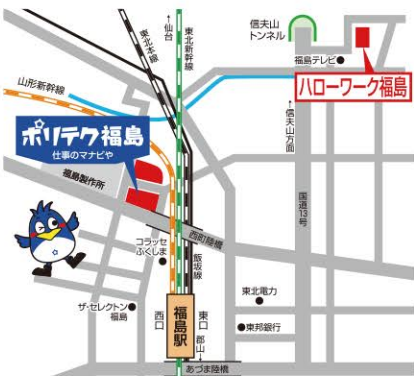 ←仙台
東北本線
東北新幹線
信夫山
トンネル
福島テレビ
ハローワーク福島
山形新幹線
←信夫山方面
ポリテク福島
仕事のマナビや
福島製作所
国道13号
西町陸橋
コラッセ
ふくしま
飯坂線
東北電力
ザ・セレクトン
福島
西口
福島駅
東口
東邦銀行
郡山→
あづま陸橋